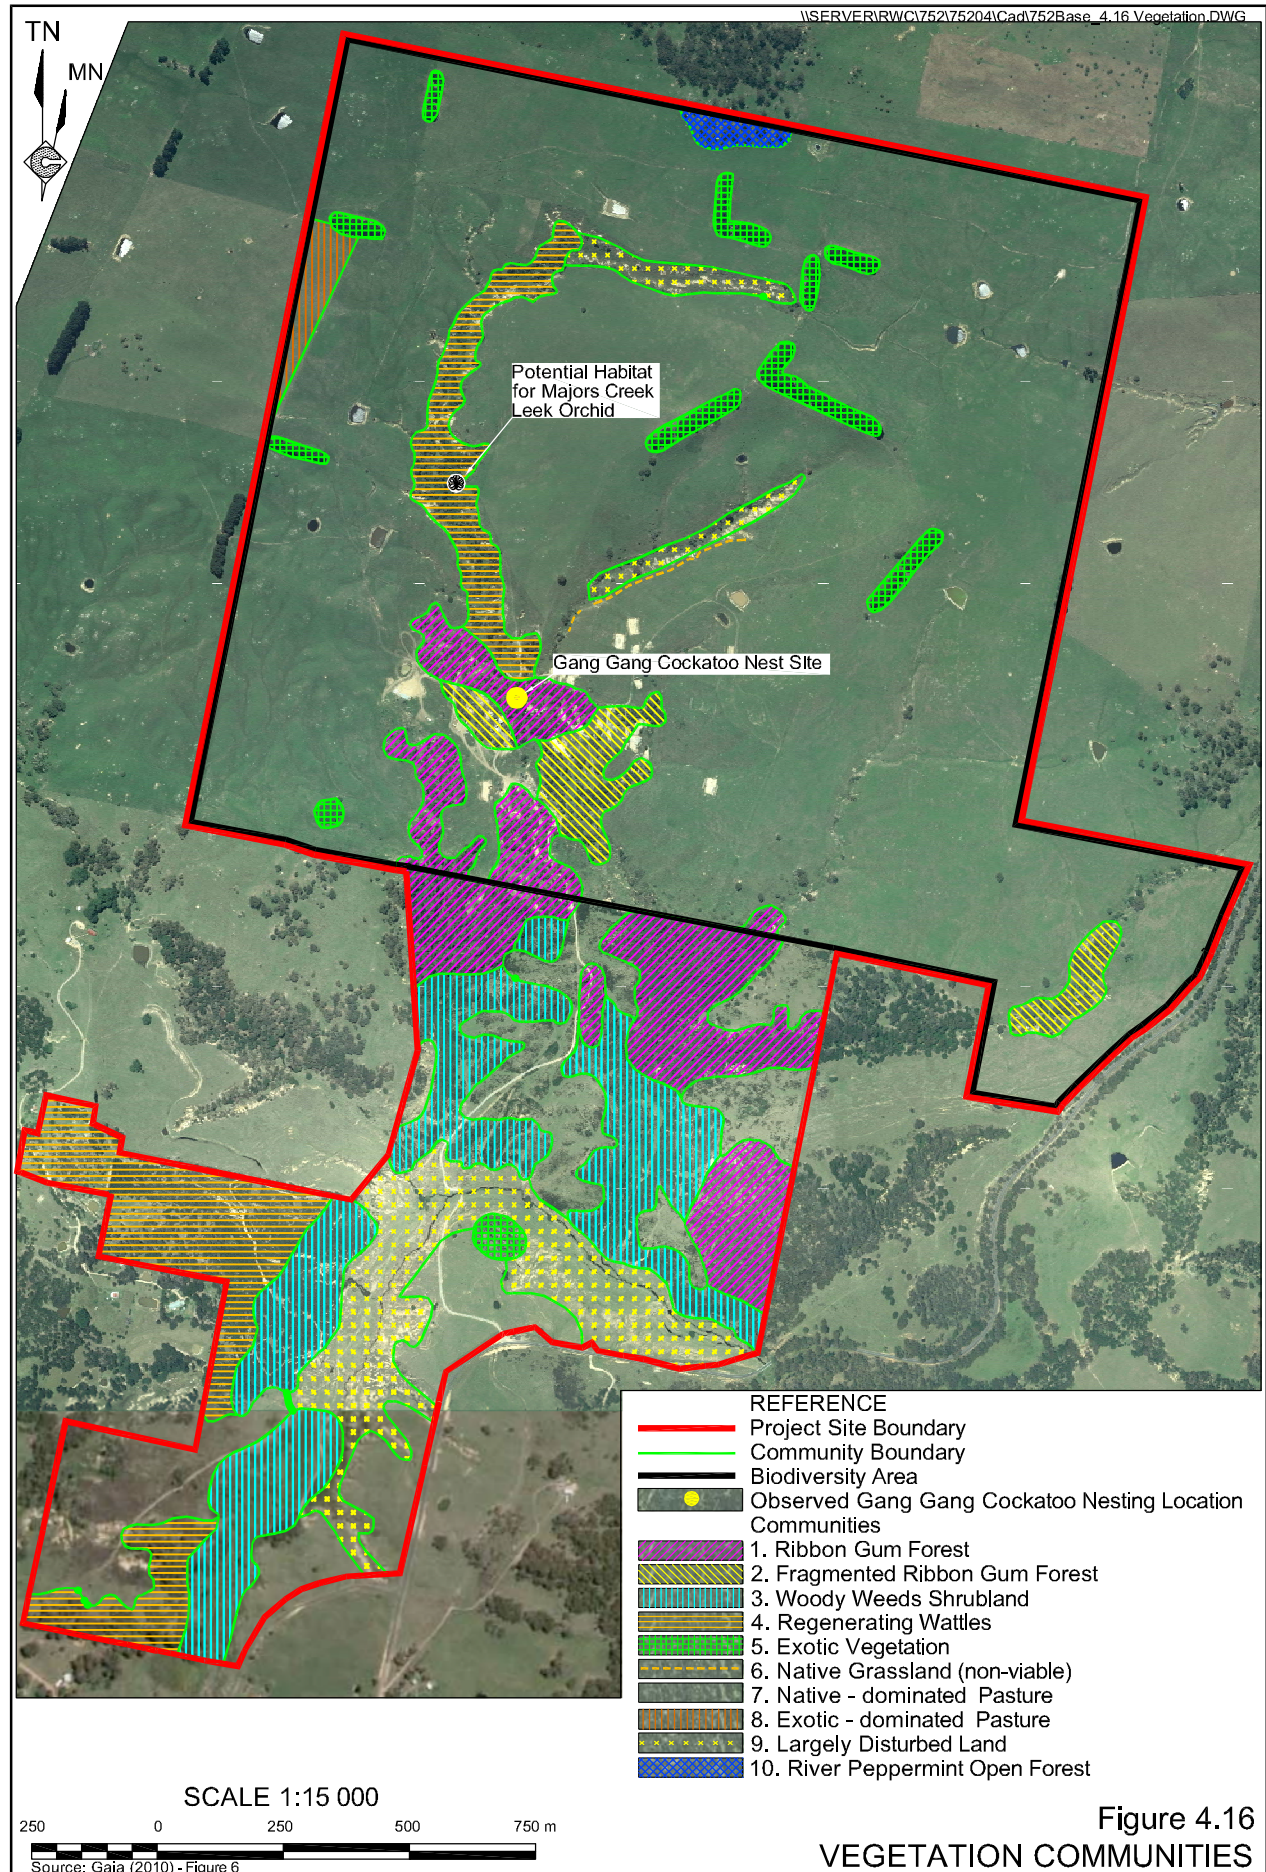 \\SERVER\RWC\752\75204\Cad\752Base_4.16 Vegetation.DWG
TN
MN
Potential Habitat
for Majors Creek
Leek Orchid
Gang Gang Cockatoo Nest SIte
REFERENCE
Project Site Boundary
Community Boundary
Biodiversity Area
Observed Gang Gang Cockatoo Nesting Location
Communities
1. Ribbon Gum Forest
2. Fragmented Ribbon Gum Forest
3. Woody Weeds Shrubland
4. Regenerating Wattles
5. Exotic Vegetation
6. Native Grassland (non-viable)
7. Native - dominated Pasture
8. Exotic - dominated Pasture
9. Largely Disturbed Land
10. River Peppermint Open Forest
SCALE 1:15 000
250 0 250 500 750 m
Source: Gaia (2010) - Figure 6
Figure 4.16
VEGETATION COMMUNITIES